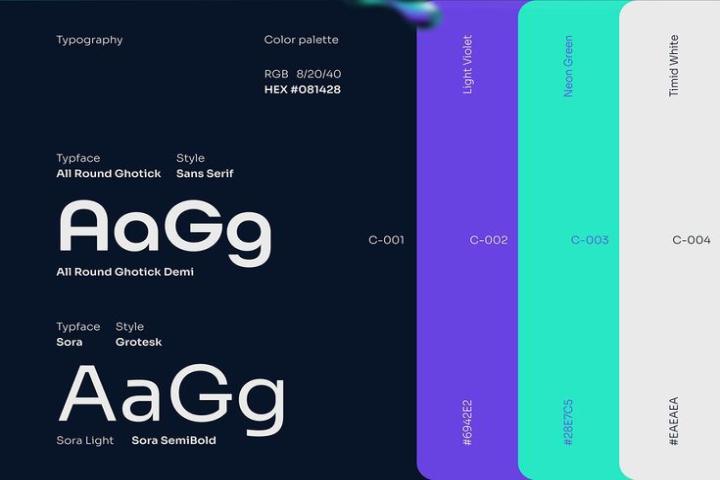 Typography
Color palette
RGB 8/20/40
HEX #081428
Typface Style
All Round Ghotick Sans Serif
AaGg
All Round Ghotick Demi
Typface Style
Sora Grotesk
AaGg
Sora Light Sora SemiBold
C-001
Light Violet
C-002
#6942E2
Neon Green
C-003
#28E7C5
Timid White
C-004
#EAEAEA